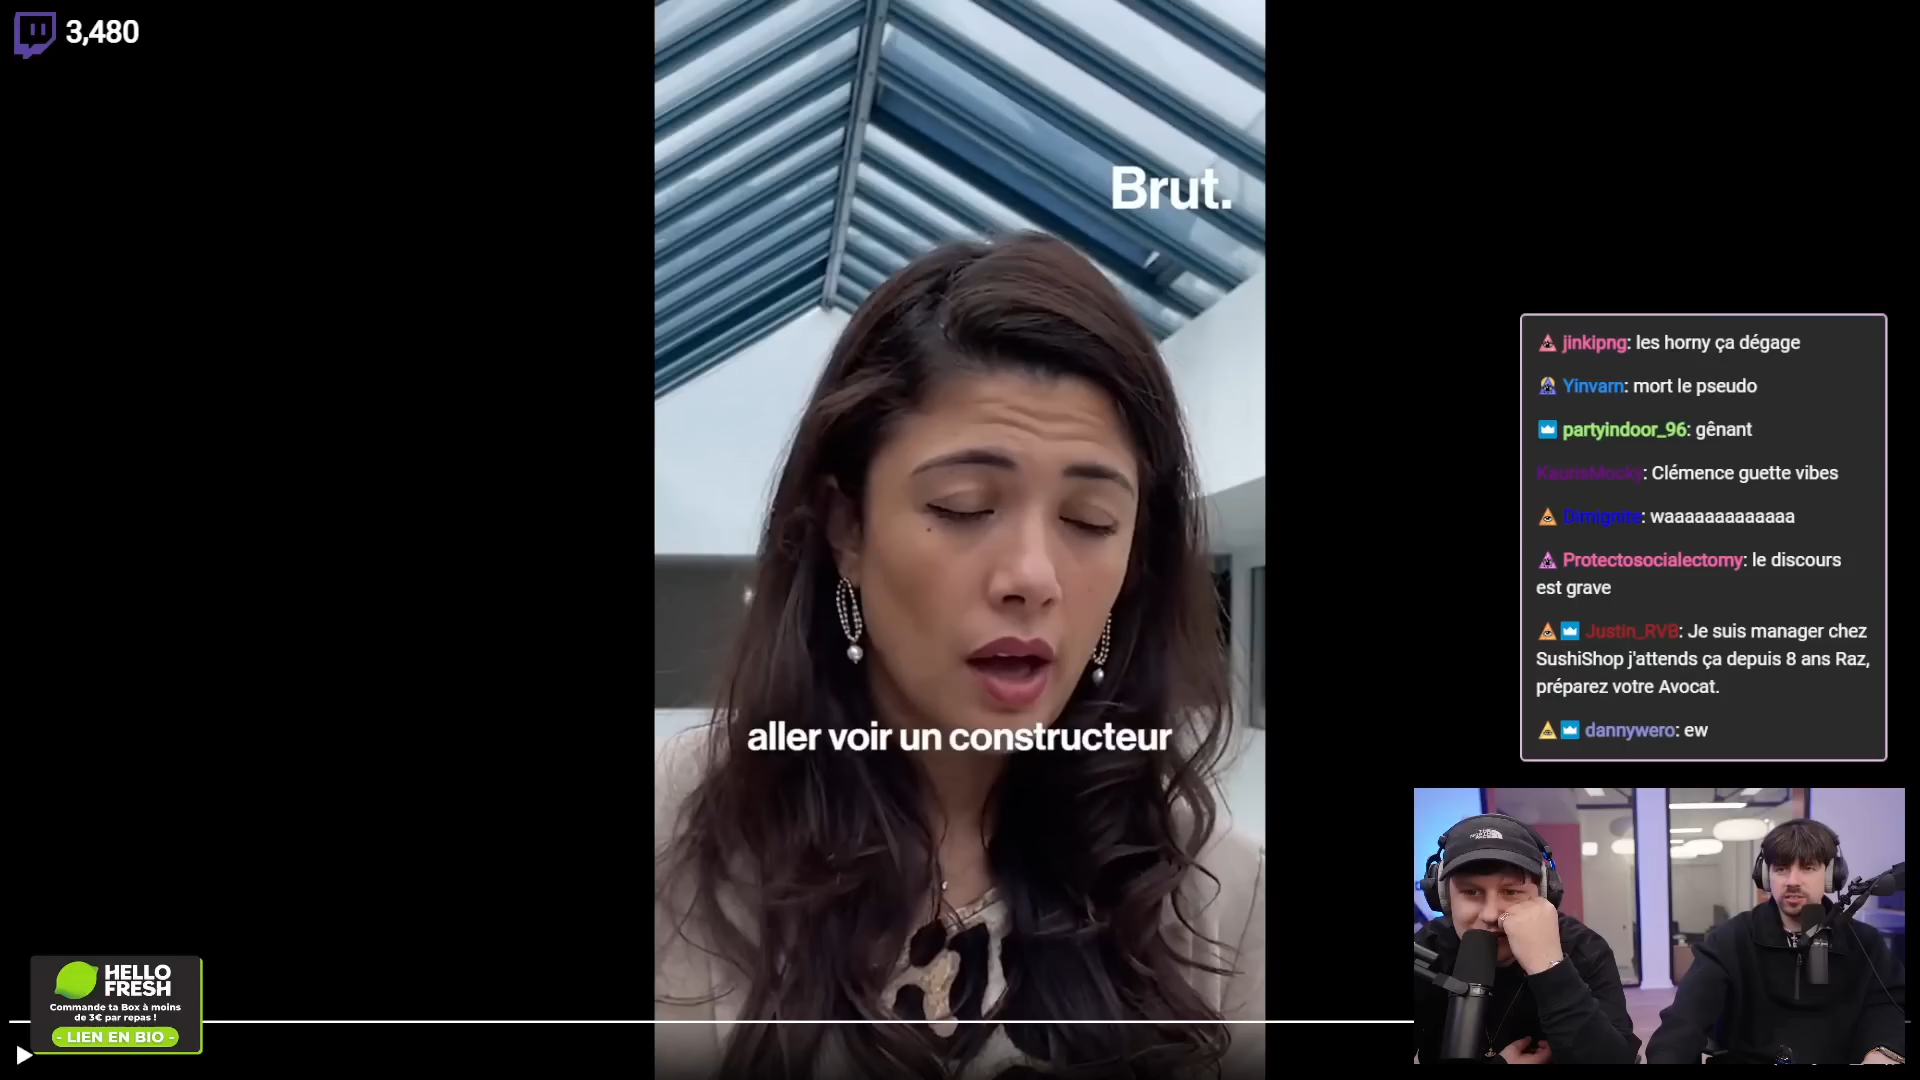 3,480
Brut.
jinkipng: les horny ça dégage
Yinvarn: mort le pseudo
partyindoor_96: gênant
KaurisMocky: Clémence guette vibes
Dimignite: waaaaaaaaaaaaa
Protectosocialectomy: le discours
est grave
Justin_RVB: Je suis manager chez
SushiShop j'attends ça depuis 8 ans Raz,
préparez votre Avocat.
dannywero: ew
aller voir un constructeur
HELLO
FRESH
Commande ta Box à moins
de 3€ par repas !
- LIEN EN BIO -